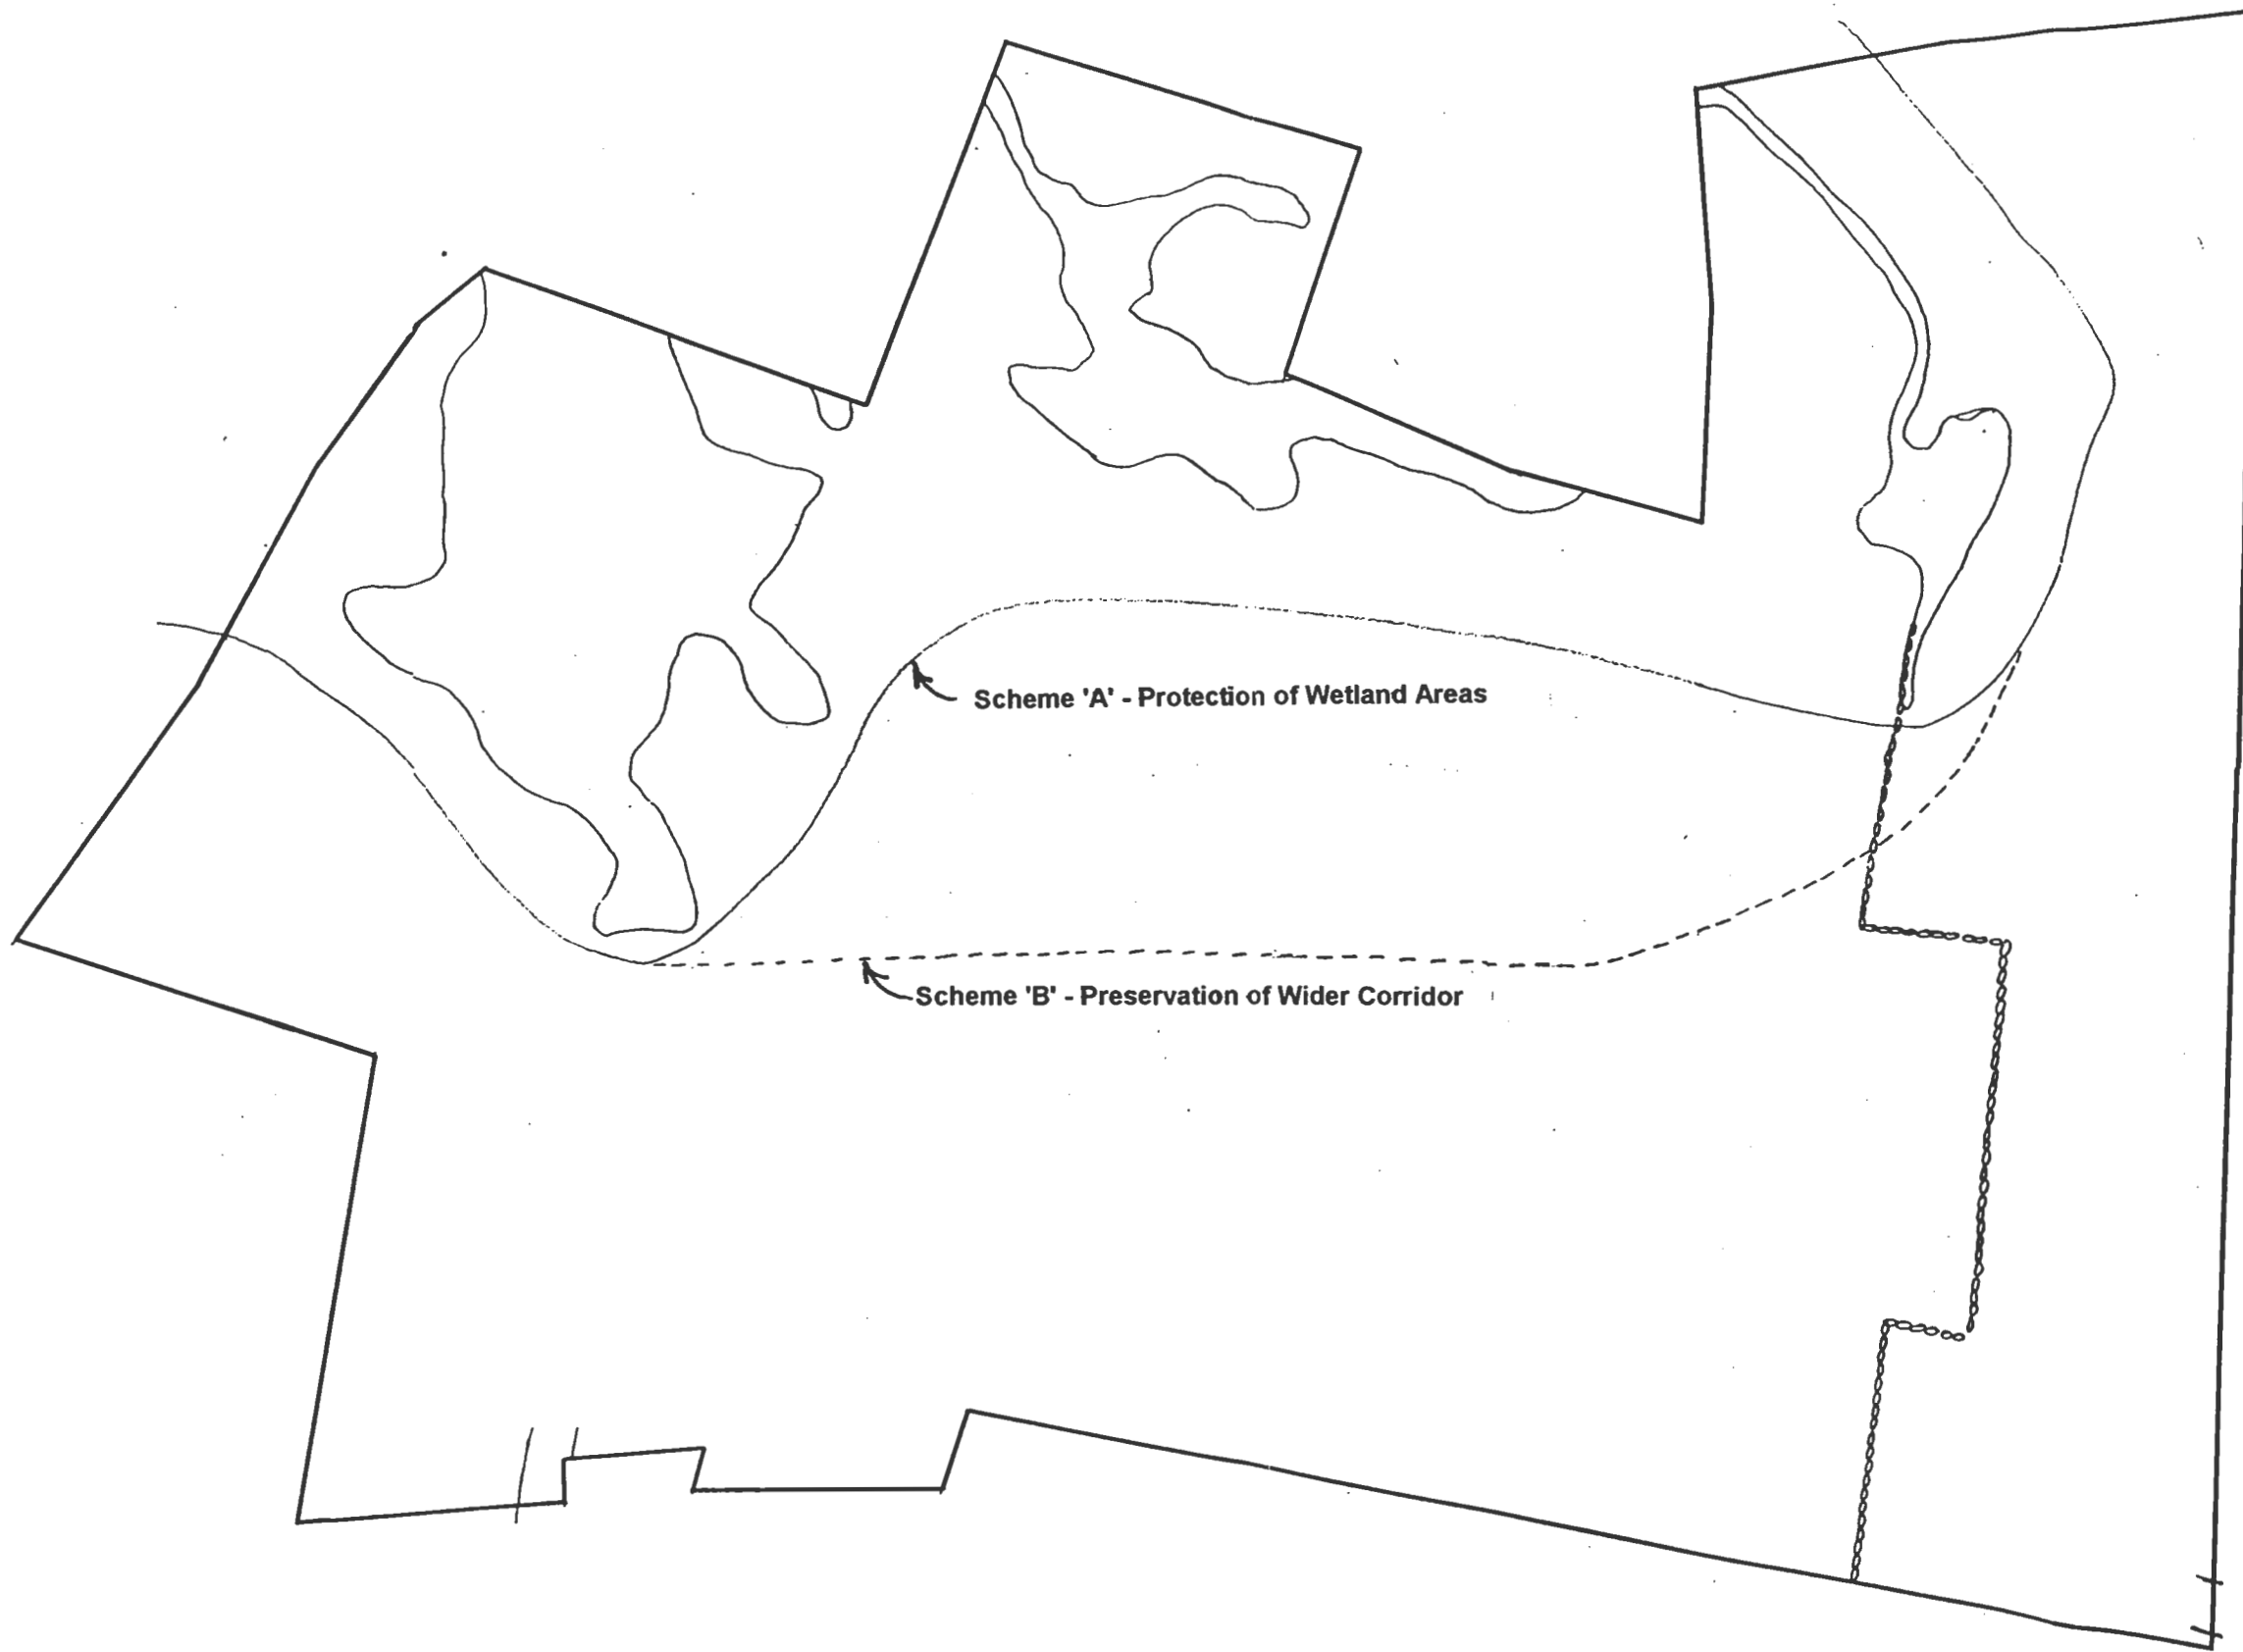 Scheme 'A' - Protection of Wetland Areas
Scheme 'B' - Preservation of Wider Corridor